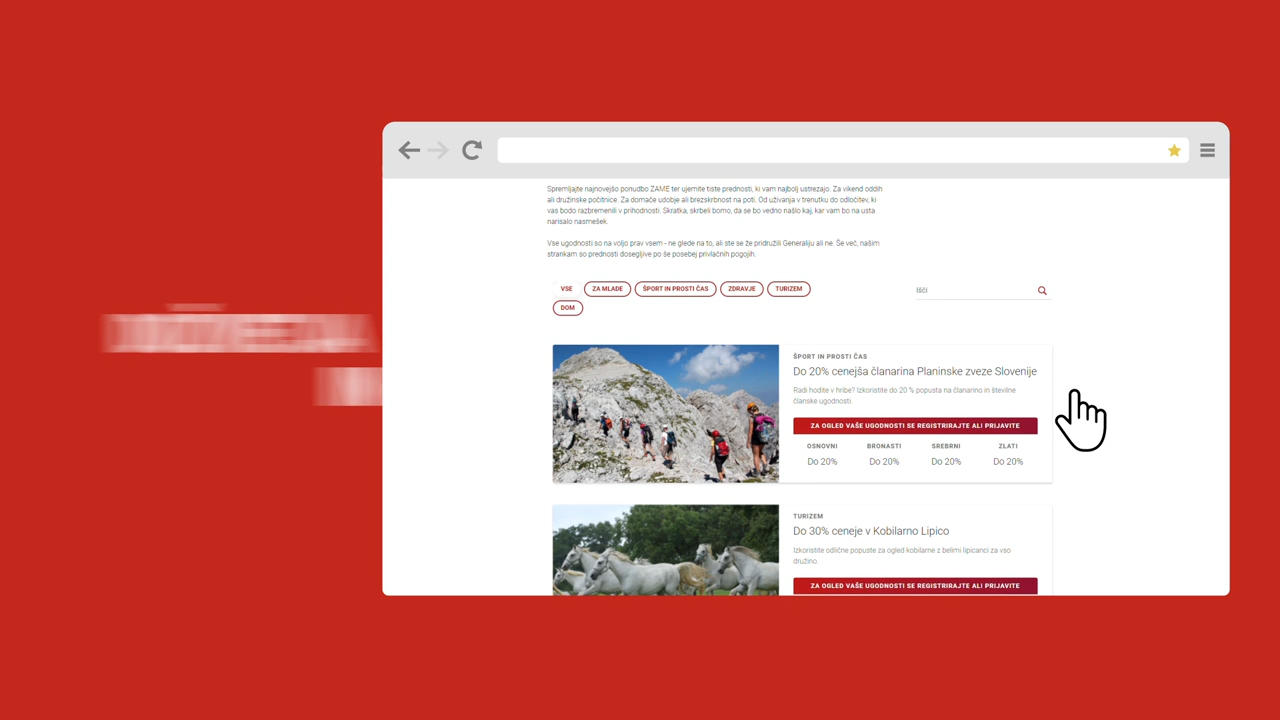 Spremljajte najnovejšo ponudbo ZAME ter ujemite tiste prednosti, ki vam najbolj ustrezajo. Za vikend oddih
ali družinske počitnice. Za domače udobje ali brezskrbnost na poti. Od uživanja v trenutku do odločitev, ki
vas bodo razbremenili v prihodnosti. Skratka, skrbeli bomo, da se bo vedno našlo kaj, kar vam bo na usta
narisalo nasmešek.
Vse ugodnosti so na voljo prav vsem - ne glede na to, ali ste se že pridružili Generaliju ali ne. Še več, našim
strankam so prednosti dosegljive po še posebej privlačnih pogojih.
VSE ZA MLADE ŠPORT IN PROSTI ČAS ZDRAVJE TURIZEM
DOM
Išči
ŠPORT IN PROSTI ČAS
Do 20% cenejša članarina Planinske zveze Slovenije
Radi hodite v hribe? Izkoristite do 20 % popusta na članarino in številne
članske ugodnosti.
ZA OGLED VAŠE UGODNOSTI SE REGISTRIRAJTE ALI PRIJAVITE
OSNOVNI BRONASTI SREBRNI ZLATI
Do 20% Do 20% Do 20% Do 20%
TURIZEM
Do 30% ceneje v Kobilarno Lipico
Izkoristite odlične popuste za ogled kobilarne z belimi lipicanci za vso
družino.
ZA OGLED VAŠE UGODNOSTI SE REGISTRIRAJTE ALI PRIJAVITE